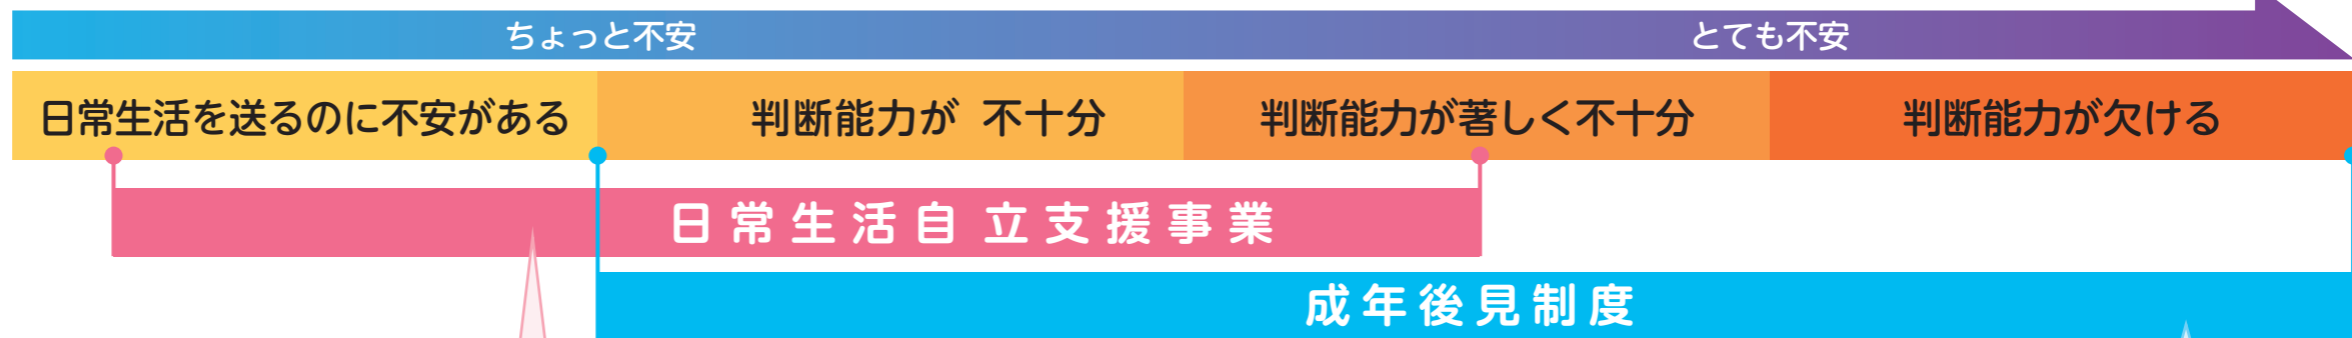 ちょっと不安 とても不安
日常生活を送るのに不安がある 判断能力が 不十分 判断能力が著しく不十分 判断能力が欠ける
日常生活自立支援事業
成年後見制度